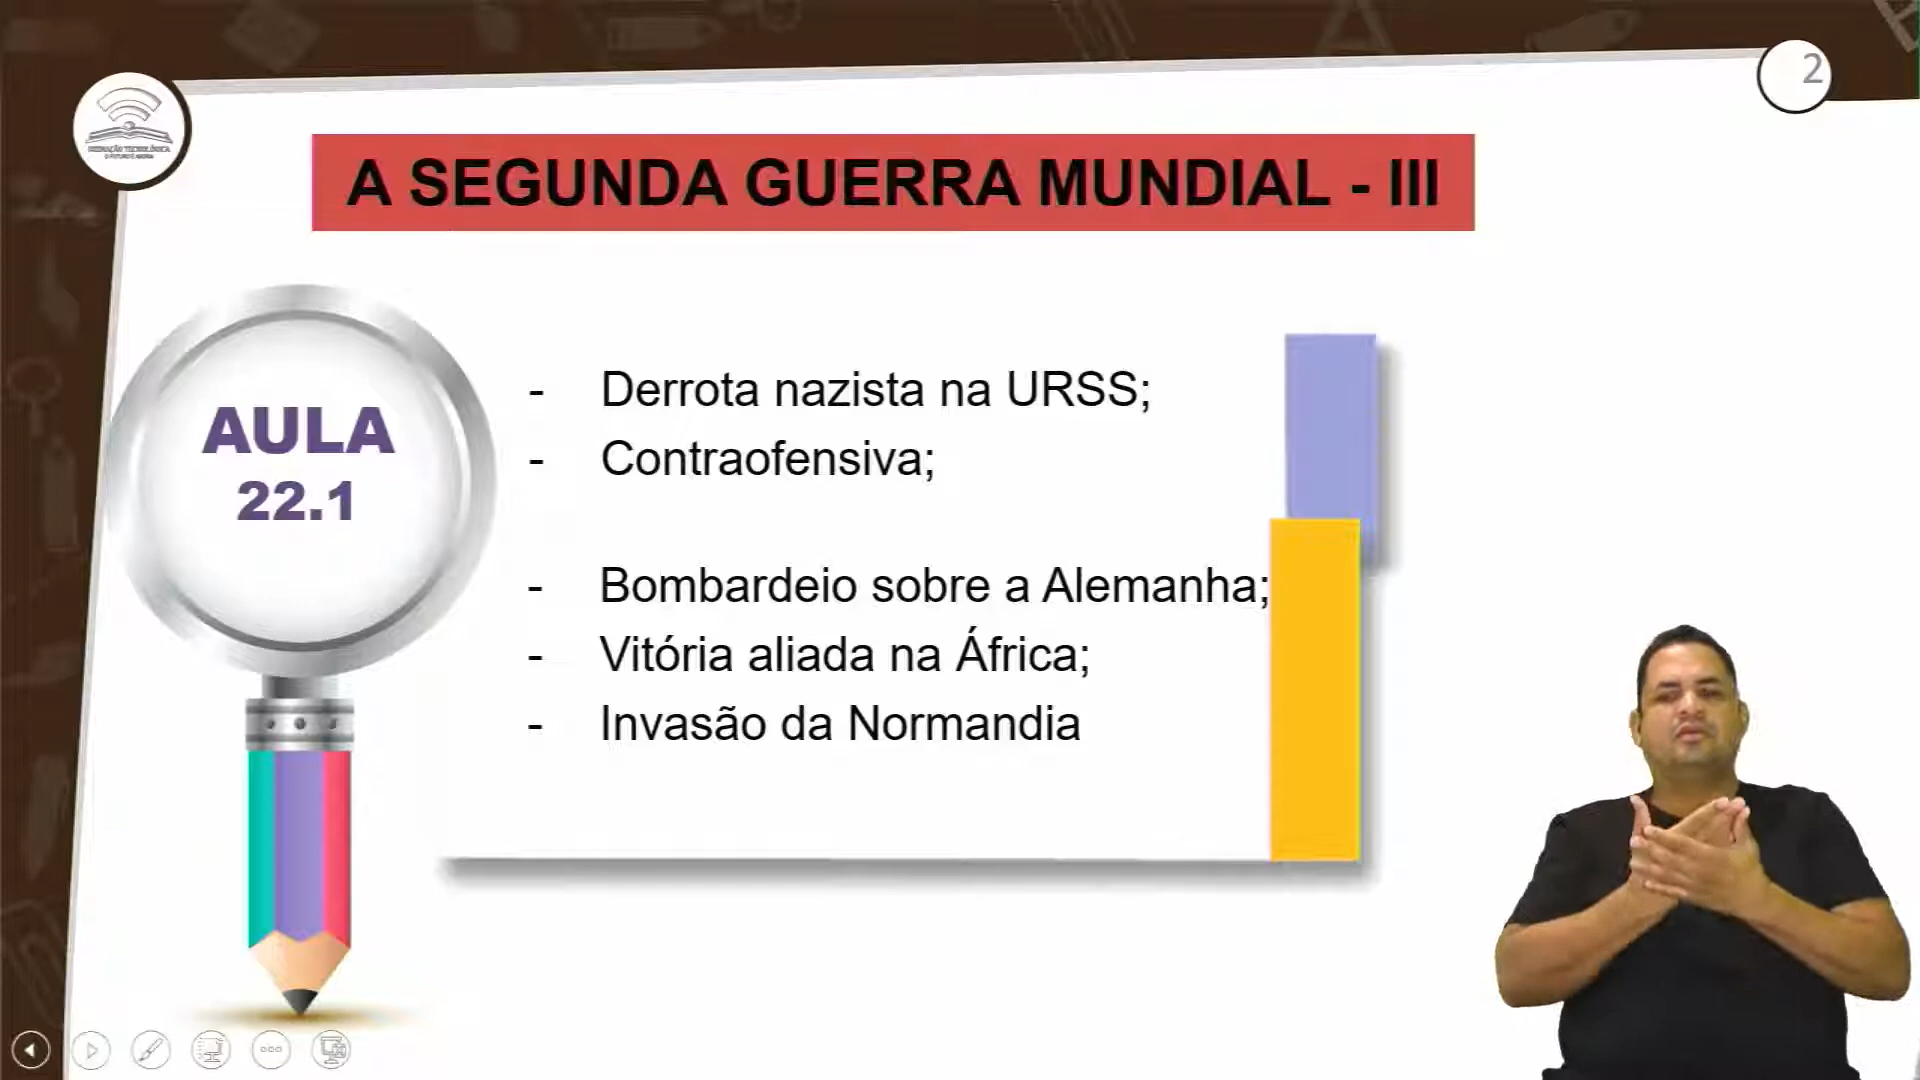 2
A SEGUNDA GUERRA MUNDIAL - III
AULA
22.1
- Derrota nazista na URSS;
- Contraofensiva;
- Bombardeio sobre a Alemanha;
- Vitória aliada na África;
- Invasão da Normandia